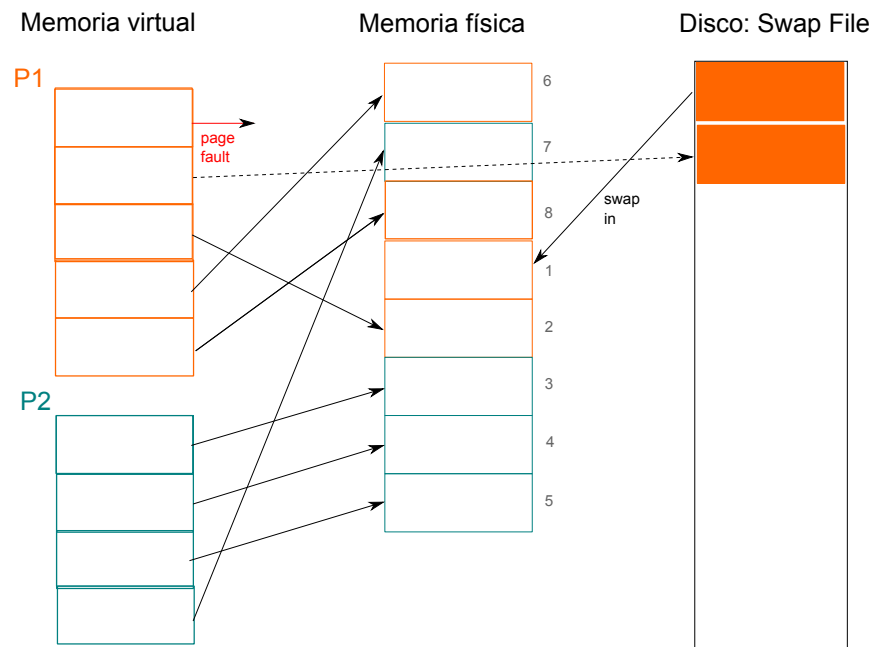 Memoria virtual
Memoria física
Disco: Swap File
P1
page
fault
P2
6
7
8
1
2
3
4
5
swap
in